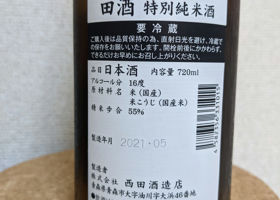 田酒 特別純米酒
要冷蔵
ご購入後は品質保持の為、直射日光を避け、冷蔵で
保存をお願いいたします。開栓前後にかかわらず、
できるだけお早めにお召し上がりください。
品目 日本酒 内容量 720ml
アルコール分 16度
原材料名 米(国産)
米こうじ(国産米)
精米歩合 55%
製造年月 2021・05
製造者
株式会社 西田酒造店
青森県青森市大字油川字大浜46番地